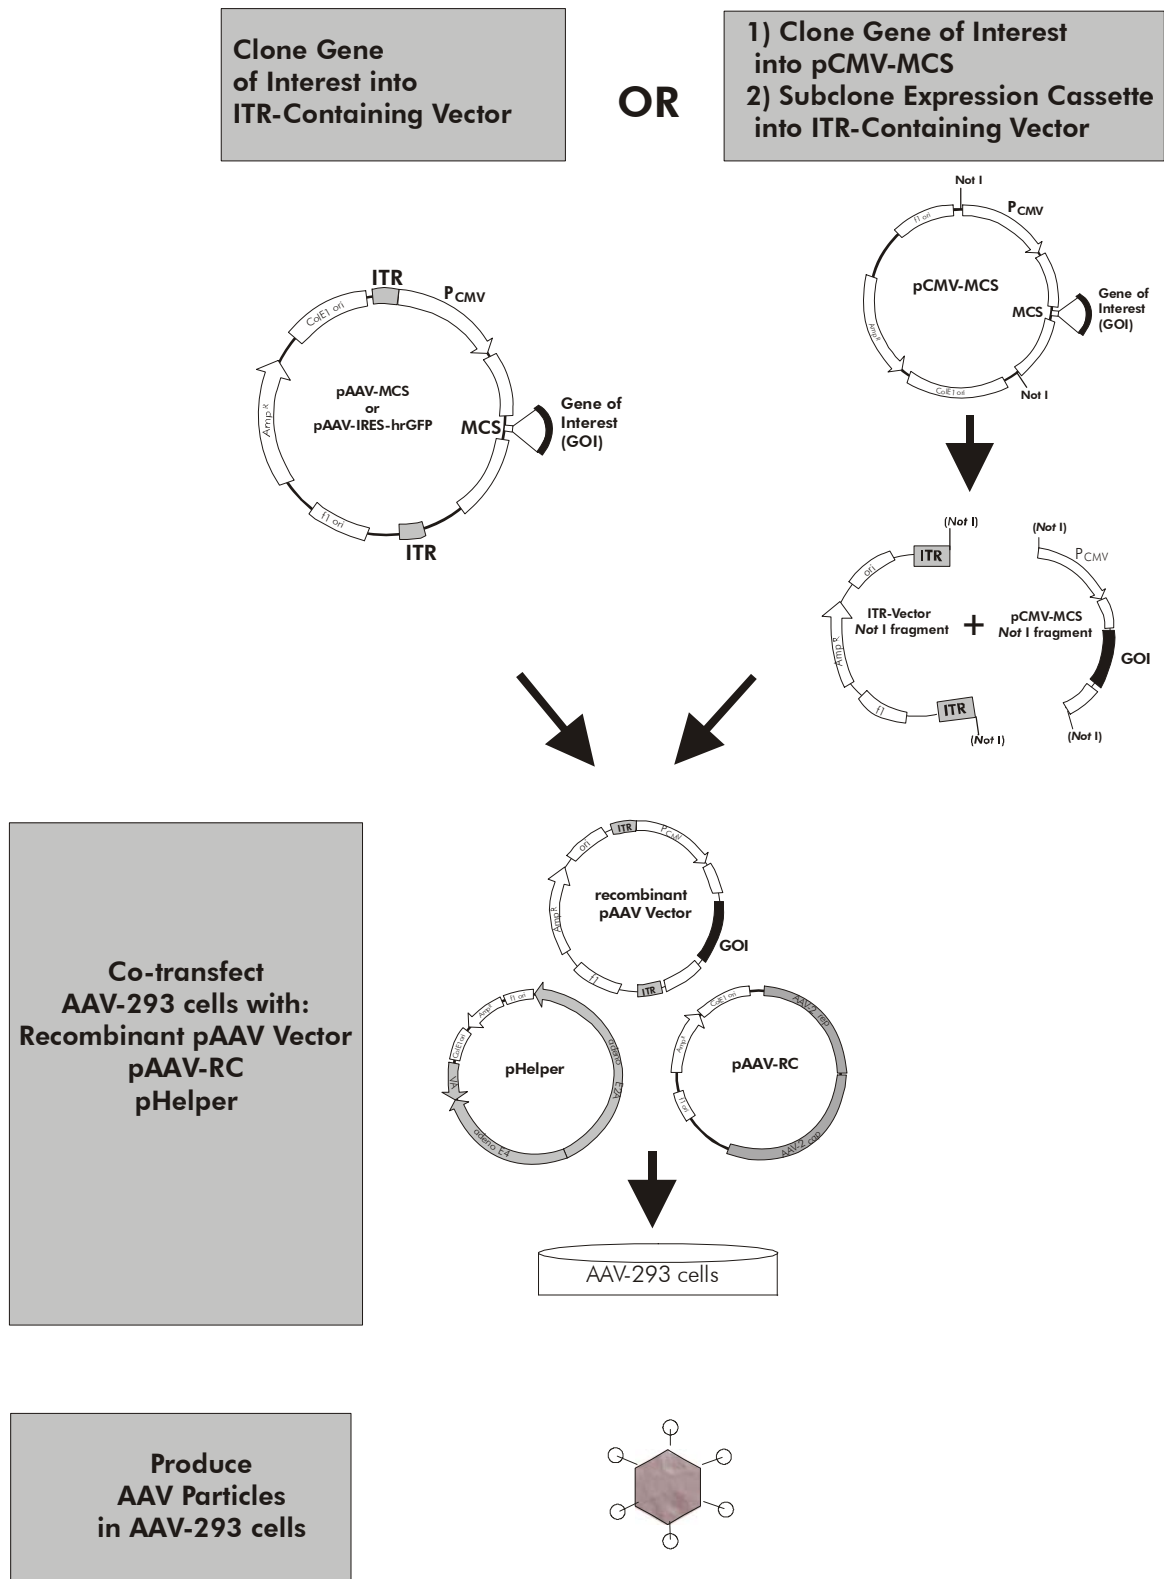 Clone Gene
of Interest into
ITR-Containing Vector
OR
1) Clone Gene of Interest
into pCMV-MCS
2) Subclone Expression Cassette
into ITR-Containing Vector
Not I
PCMV
f1 ori
pCMV-MCS
MCS
Gene of
Interest
(GOI)
AmpR
ColE1 ori
Not I
ITR
PCMV
ColE1 ori
pAAV-MCS
or
pAAV-IRES-hrGFP
Amp R
MCS
Gene of
Interest
(GOI)
f1 ori
ITR
(Not I)
(Not I)
ITR
PCMV
ori
ITR-Vector
Not I fragment
+
pCMV-MCS
Not I fragment
Amp R
GOI
f1
ITR
(Not I)
(Not I)
Co-transfect
AAV-293 cells with:
Recombinant pAAV Vector
pAAV-RC
pHelper
ITR
PCMV
ori
recombinant
pAAV Vector
AmpR
GOI
f1
ITR
f1 ori
AmpR
ColE1 ori
pHelper
VA
adeno E2A
adeno E4
ColE1 ori
AAV-2 rep
AmpR
pAAV-RC
f1 ori
AAV-2 cap
AAV-293 cells
Produce
AAV Particles
in AAV-293 cells